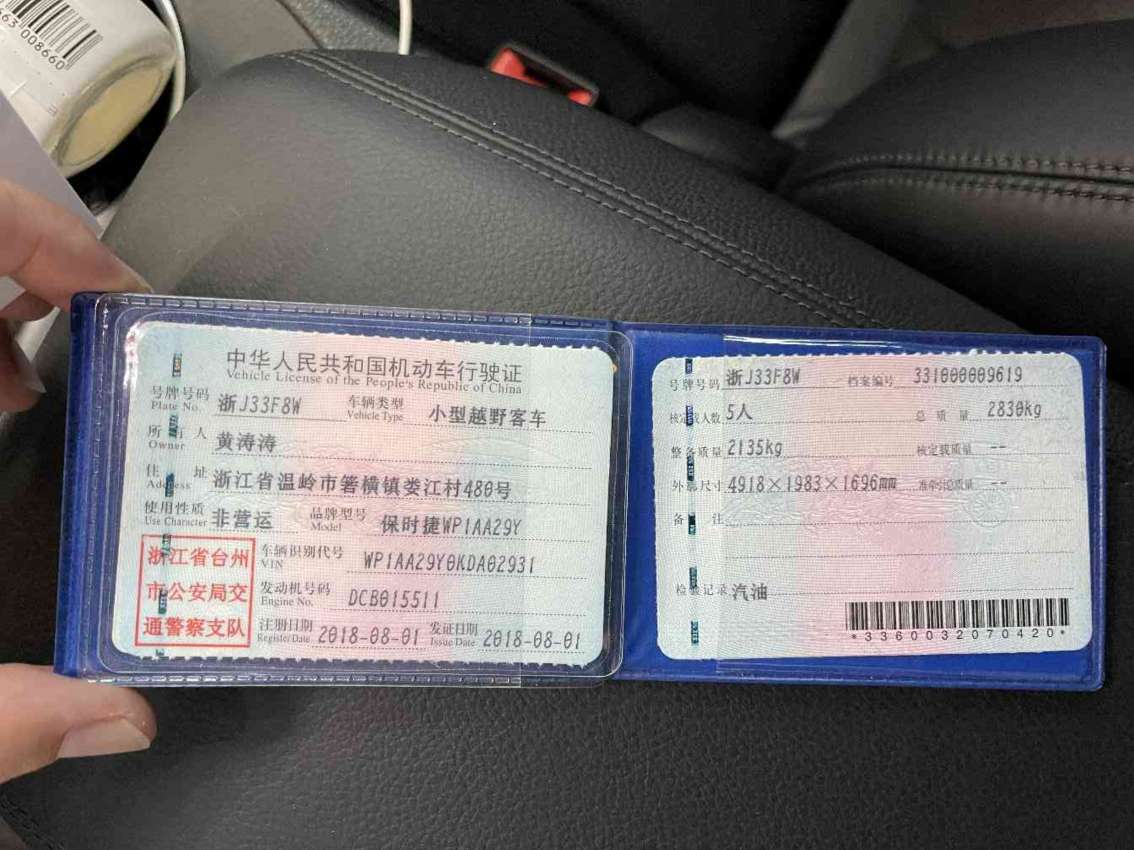 663 008660
中华人民共和国机动车行驶证
Vehicle License of the People's Republic of China
号牌号码 浙J33F8W 车辆类型 小型越野客车
Plate No. Vehicle Type
所有人 黄涛涛
Owner
住址 浙江省温岭市箬横镇娄江村480号
Address
使用性质 非营运 品牌型号 保时捷WP1AA29Y
Use Character Model
浙江省台州
市公安局交
通警察支队
车辆识别代号 WP1AA29Y0KDA02931
VIN
发动机号码 DCB015511
Engine No.
注册日期 2018-08-01 发证日期 2018-08-01
Register Date Issue Date
号牌号码 浙J33F8W 档案编号 331000009619
核定载人数 5人 总质量 2830kg
整备质量 2135kg 核定载质量 --
外廓尺寸 4918×1983×1696mm 准牵引总质量 --
备注
检验记录 汽油
*3360032070420*